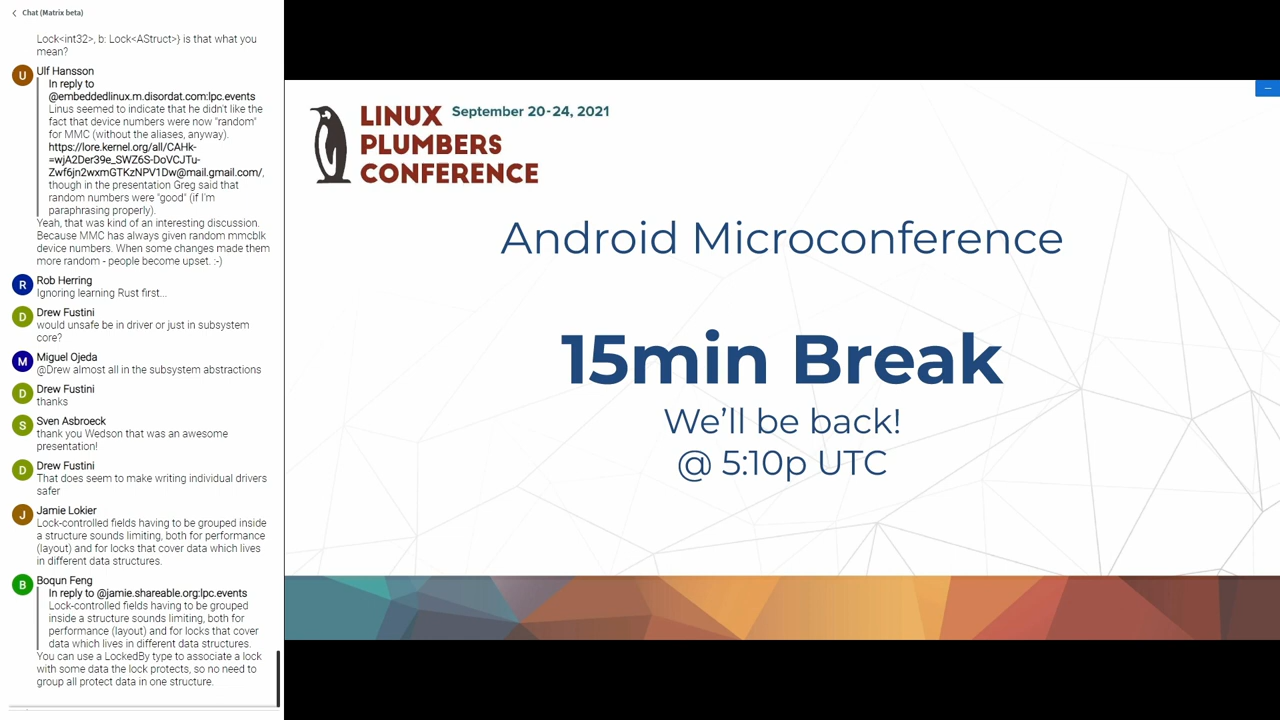 Chat (Matrix beta)
Lock<int32>, b: Lock<AStruct>} is that what you
mean?
U
Ulf Hansson
In reply to
@embeddedlinux.m.disordat.com:lpc.events
Linus seemed to indicate that he didn't like the
fact that device numbers were now "random"
for MMC (without the aliases, anyway).
https://lore.kernel.org/all/CAHk-
=wjA2Der39e_SWZ6S-DoVCJTu-
Zwf6jn2wxmGTKzNPV1Dw@mail.gmail.com/,
though in the presentation Greg said that
random numbers were "good" (if I'm
paraphrasing properly).
Yeah, that was kind of an interesting discussion.
Because MMC has always given random mmcblk
device numbers. When some changes made them
more random - people become upset. :-)
R
Rob Herring
Ignoring learning Rust first...
D
Drew Fustini
would unsafe be in driver or just in subsystem
core?
M
Miguel Ojeda
@Drew almost all in the subsystem abstractions
D
Drew Fustini
thanks
S
Sven Asbroeck
thank you Wedson that was an awesome
presentation!
D
Drew Fustini
That does seem to make writing individual drivers
safer
J
Jamie Lokier
Lock-controlled fields having to be grouped inside
a structure sounds limiting, both for performance
(layout) and for locks that cover data which lives
in different data structures.
B
Boqun Feng
In reply to @jamie.shareable.org:lpc.events
Lock-controlled fields having to be grouped
inside a structure sounds limiting, both for
performance (layout) and for locks that cover
data which lives in different data structures.
You can use a LockedBy type to associate a lock
with some data the lock protects, so no need to
group all protect data in one structure.
LINUX
PLUMBERS
CONFERENCE
September 20-24, 2021
Android Microconference
15min Break
We'll be back!
@ 5:10p UTC